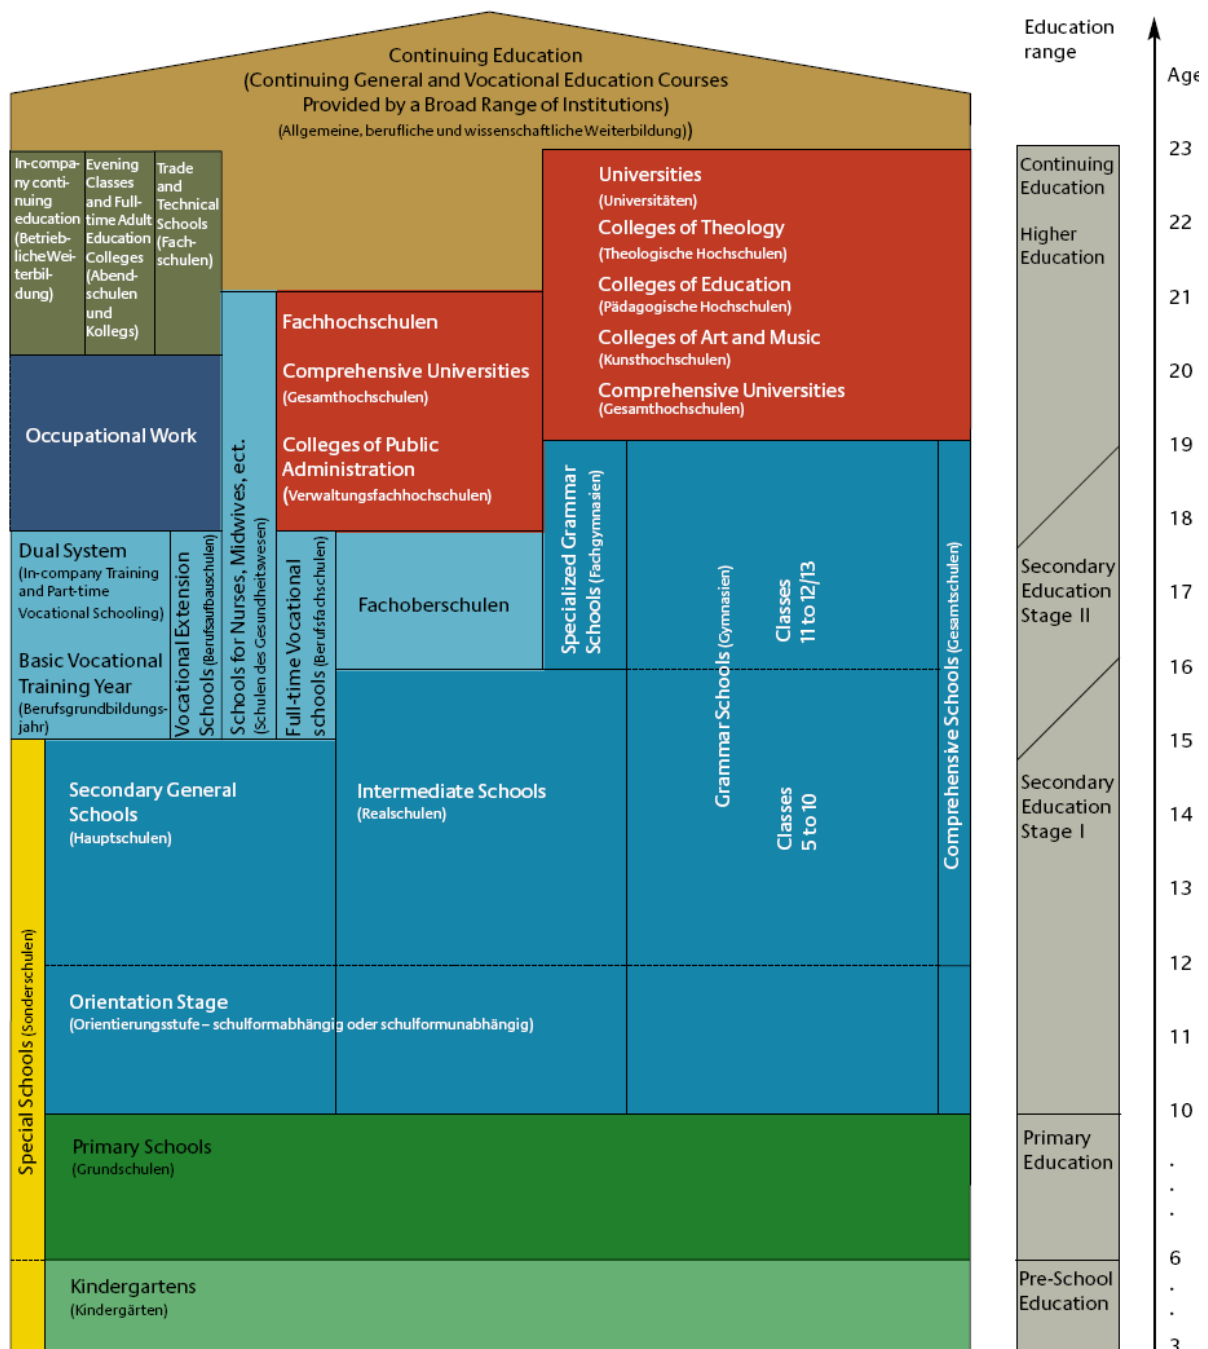 Continuing Education
(Continuing General and Vocational Education Courses
Provided by a Broad Range of Institutions)
(Allgemeine, berufliche und wissenschaftliche Weiterbildung))
In-compa-
ny conti-
nuing
education
(Betrieb-
licheWei-
terbil-
dung)
Evening
Classes
and Full-
time Adult
Education
Colleges
(Abend-
schulen
und
Kollegs)
Trade
and
Technical
Schools
(Fach-
schulen)
Universities
(Universitäten)
Colleges of Theology
(Theologische Hochschulen)
Colleges of Education
(Pädagogische Hochschulen)
Colleges of Art and Music
(Kunsthochschulen)
Comprehensive Universities
(Gesamthochschulen)
Fachhochschulen
Comprehensive Universities
(Gesamthochschulen)
Colleges of Public
Administration
(Verwaltungsfachhochschulen)
Occupational Work
Dual System
(In-company Training
and Part-time
Vocational Schooling)
Basic Vocational
Training Year
(Berufsgrundbildungs-
jahr)
Vocational Extension
Schools (Berufsaufbauschulen)
Schools for Nurses, Midwives, ect.
(Schulen des Gesundheitswesen)
Full-time Vocational
schools (Berufsfachschulen)
Fachoberschulen
Specialized Grammar
Schools (Fachgymnasien)
Grammar Schools (Gymnasien)
Classes
11 to 12/13
Classes
5 to 10
Comprehensive Schools (Gesamtschulen)
Secondary General
Schools
(Hauptschulen)
Intermediate Schools
(Realschulen)
Orientation Stage
(Orientierungsstufe – schulformabhängig oder schulformunabhängig)
Special Schools (Sonderschulen)
Primary Schools
(Grundschulen)
Kindergartens
(Kindergärten)
Education
range
Continuing
Education
Higher
Education
Secondary
Education
Stage II
Secondary
Education
Stage I
Primary
Education
Pre-School
Education
Age
23
22
21
20
19
18
17
16
15
14
13
12
11
10
.
.
.
6
.
.
3